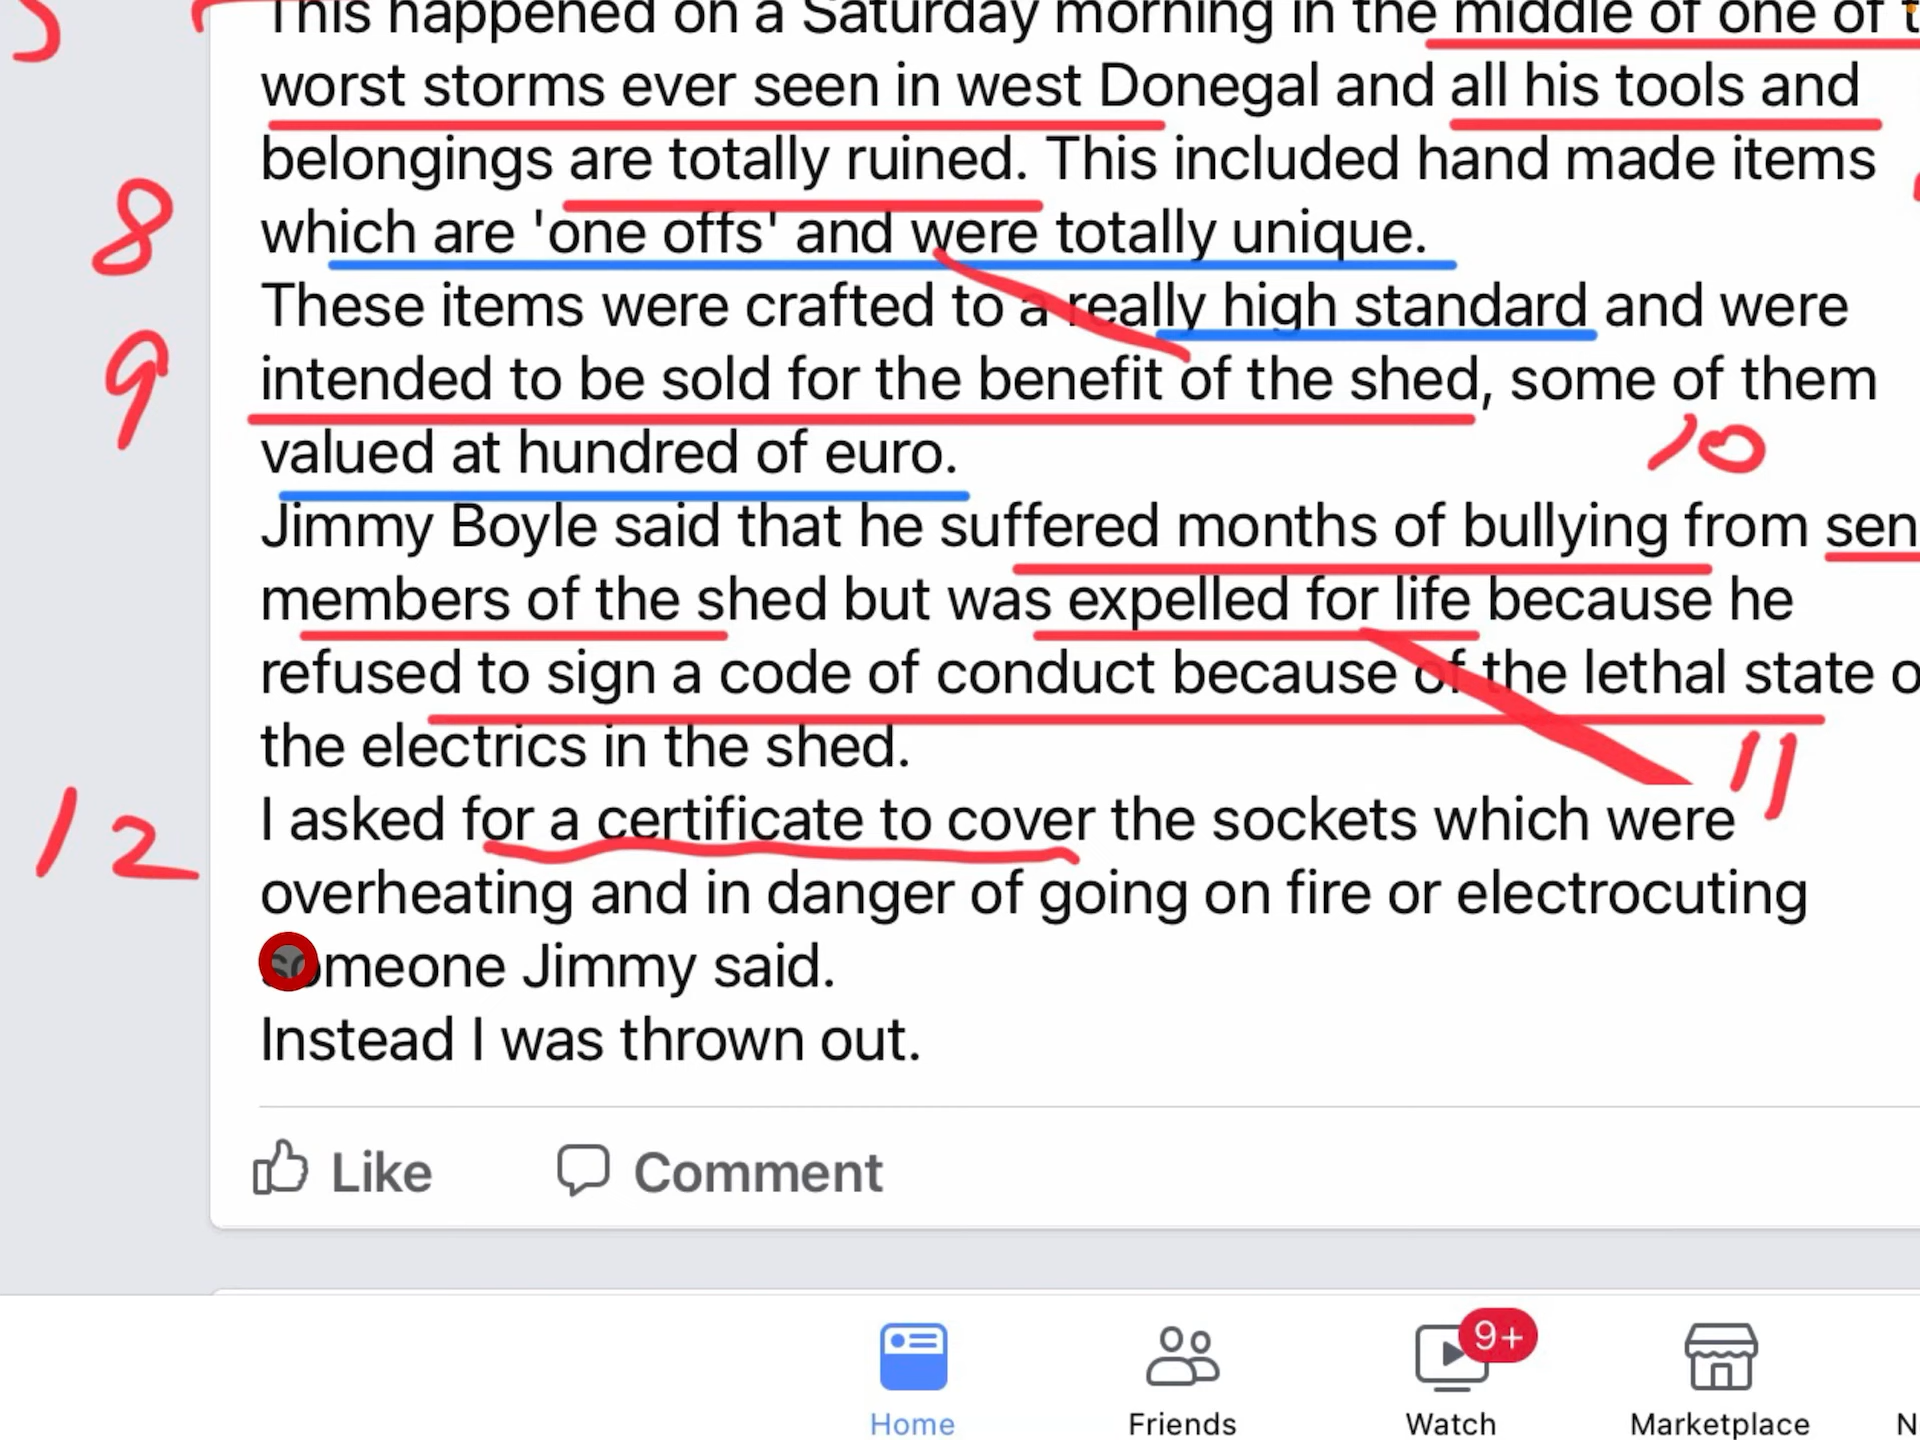 5
This happened on a Saturday morning in the middle of one of
worst storms ever seen in west Donegal and all his tools and
belongings are totally ruined. This included hand made items
8
which are 'one offs' and were totally unique.
These items were crafted to a really high standard and were
9
intended to be sold for the benefit of the shed, some of them
valued at hundred of euro.
10
Jimmy Boyle said that he suffered months of bullying from
members of the shed but was expelled for life because he
refused to sign a code of conduct because of the lethal state
the electrics in the shed.
11
12
I asked for a certificate to cover the sockets which were
overheating and in danger of going on fire or electrocuting
someone Jimmy said.
Instead I was thrown out.
Like Comment
9+
Home Friends Watch Marketplace